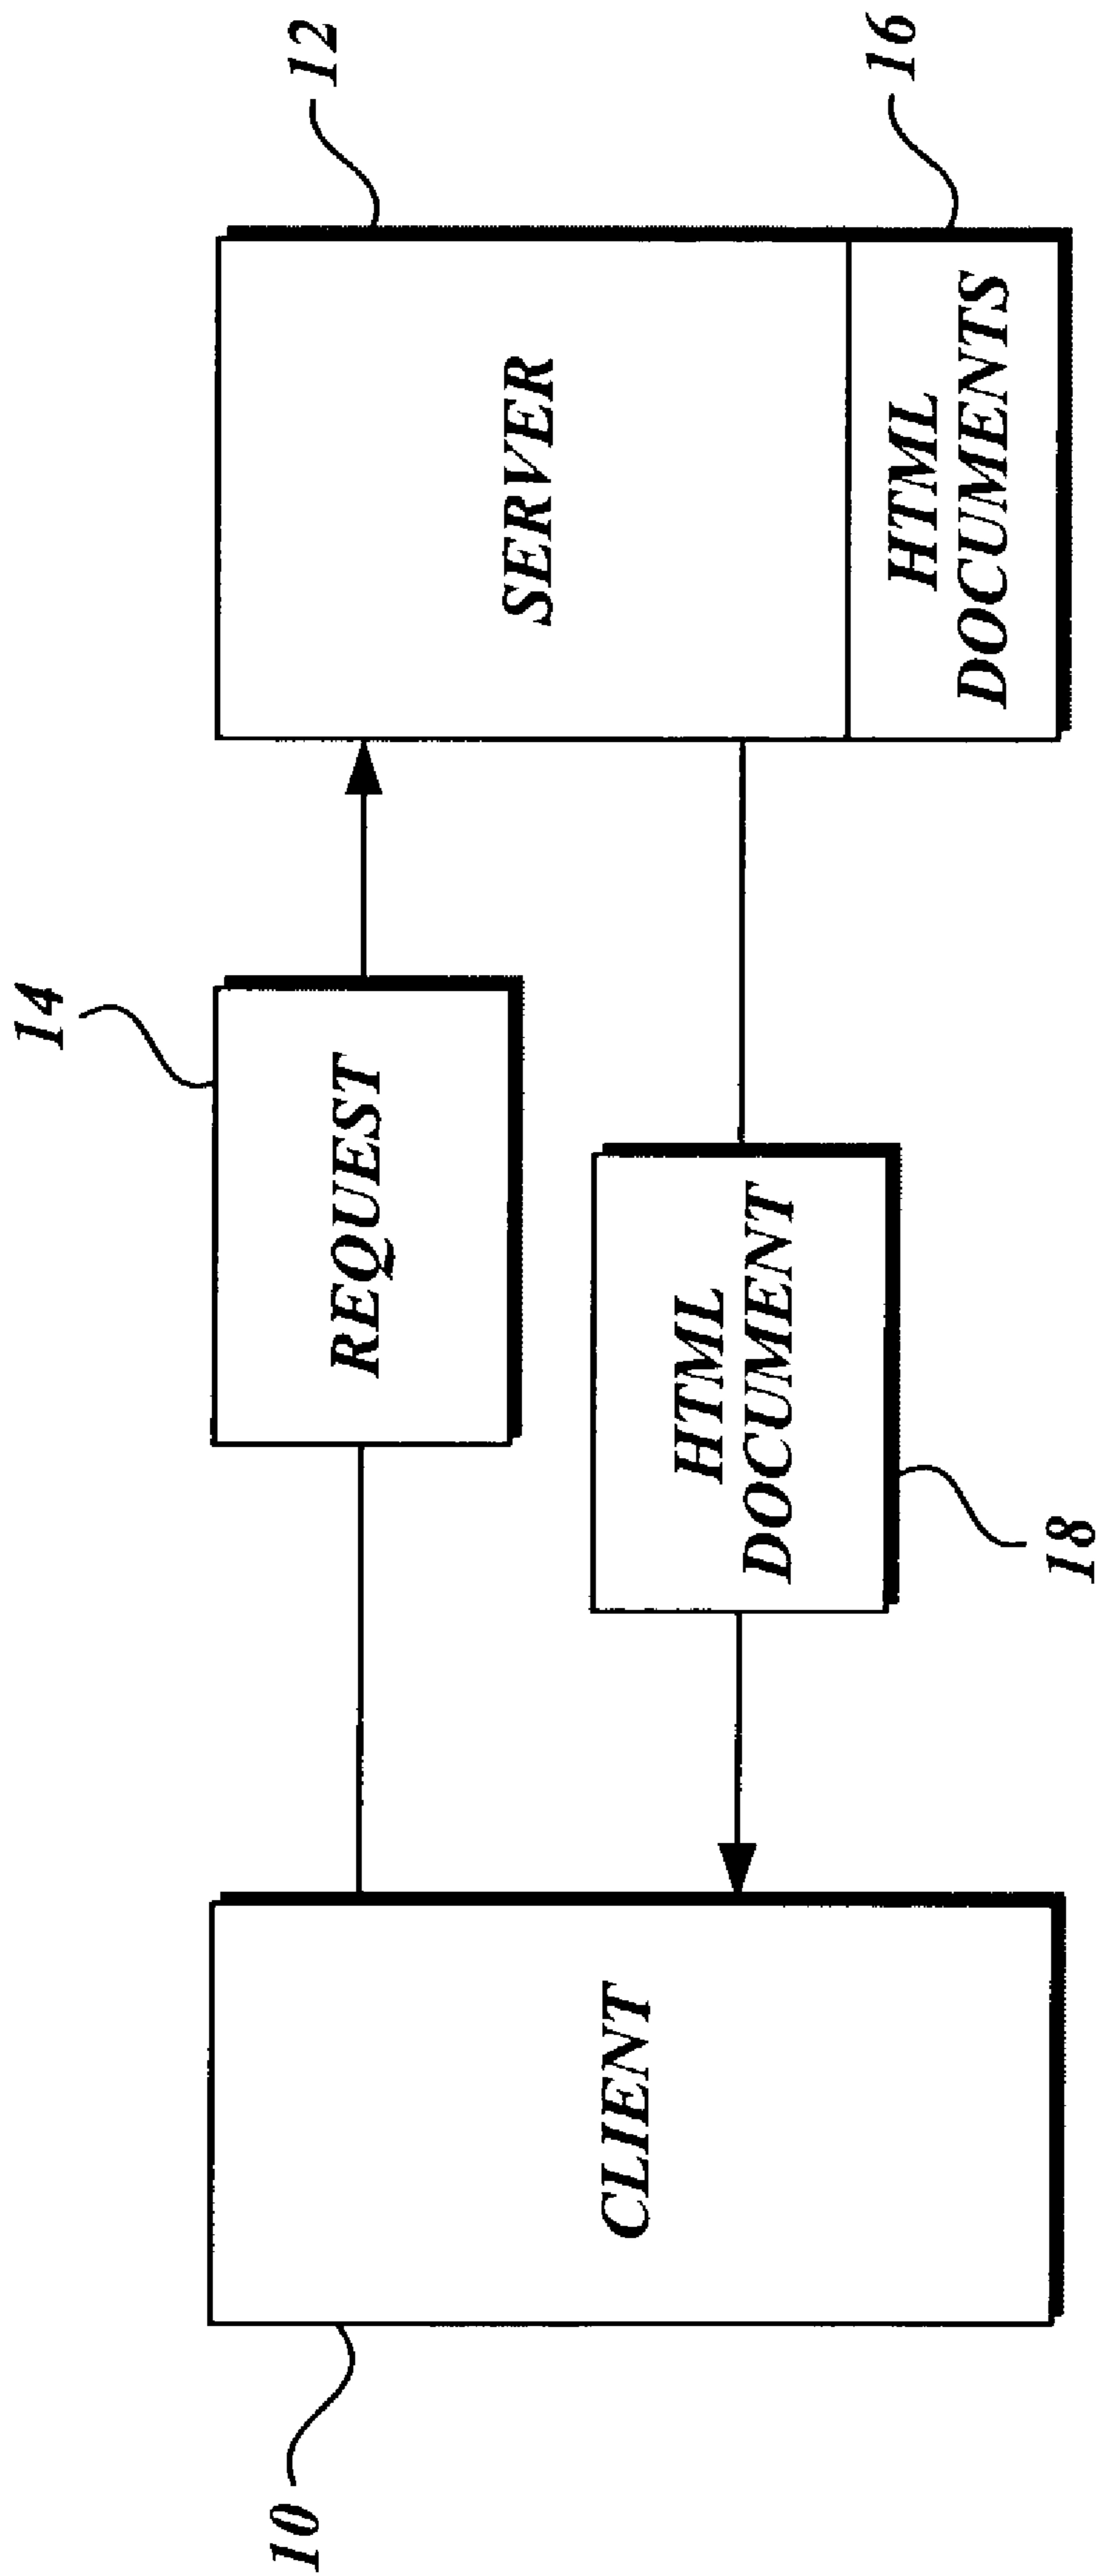 14
12
REQUEST
SERVER
CLIENT
HTML
DOCUMENT
HTML
DOCUMENTS
16
10
18